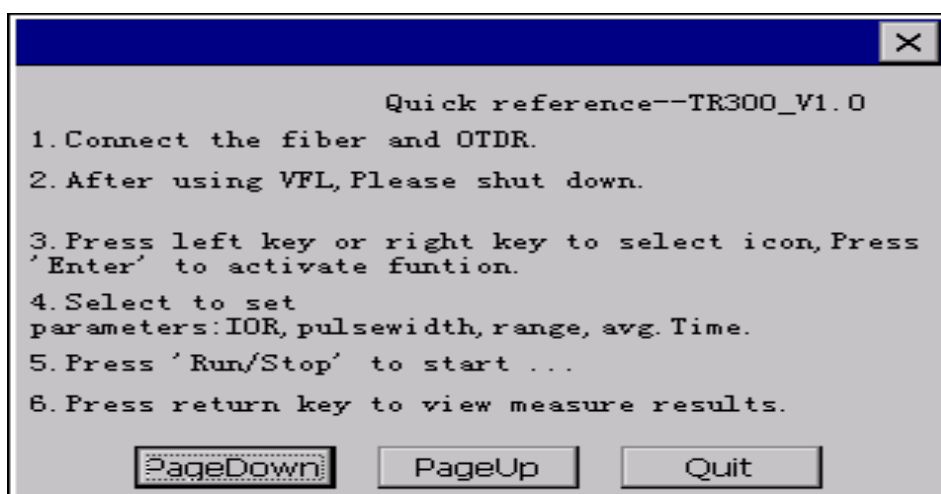 Quick reference--TR300_V1.0
1.Connect the fiber and OTDR.
2.After using VFL,Please shut down.
3.Press left key or right key to select icon,Press
'Enter' to activate funtion.
4.Select to set
parameters:IOR,pulsewidth,range,avg.Time.
5.Press 'Run/Stop' to start ...
6.Press return key to view measure results.
PageDown PageUp Quit